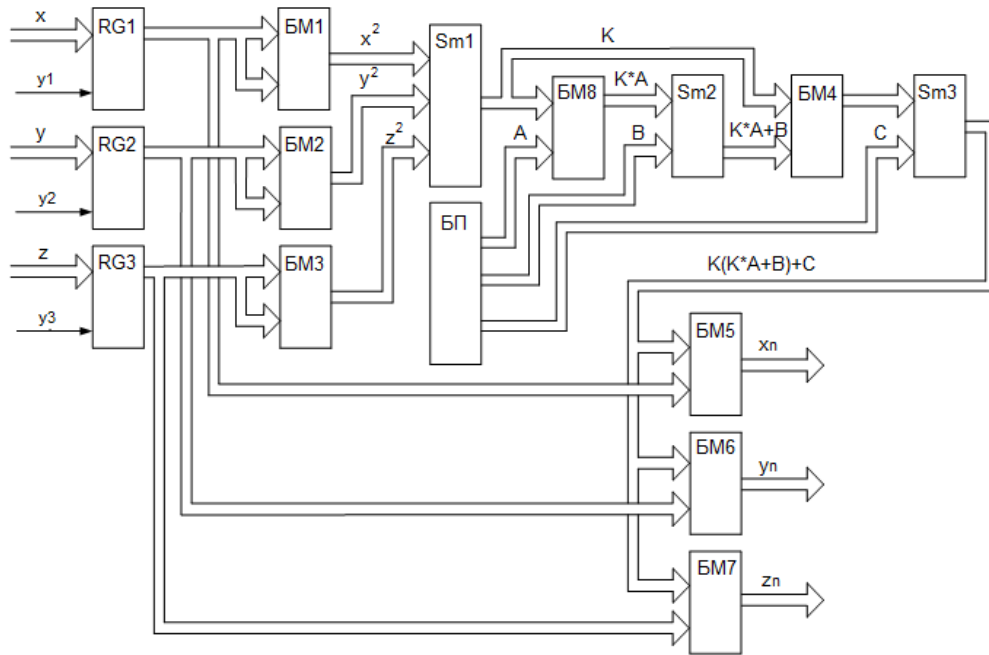 x
RG1
y1
БМ1
x²
Sm1
K
y²
z²
K*A
БМ8
A
Sm2
B
K*A+B
БМ4
C
Sm3
y
RG2
y2
БМ2
z
RG3
y3
БМ3
БП
K(K*A+B)+C
БМ5
xn
БМ6
yn
БМ7
zn